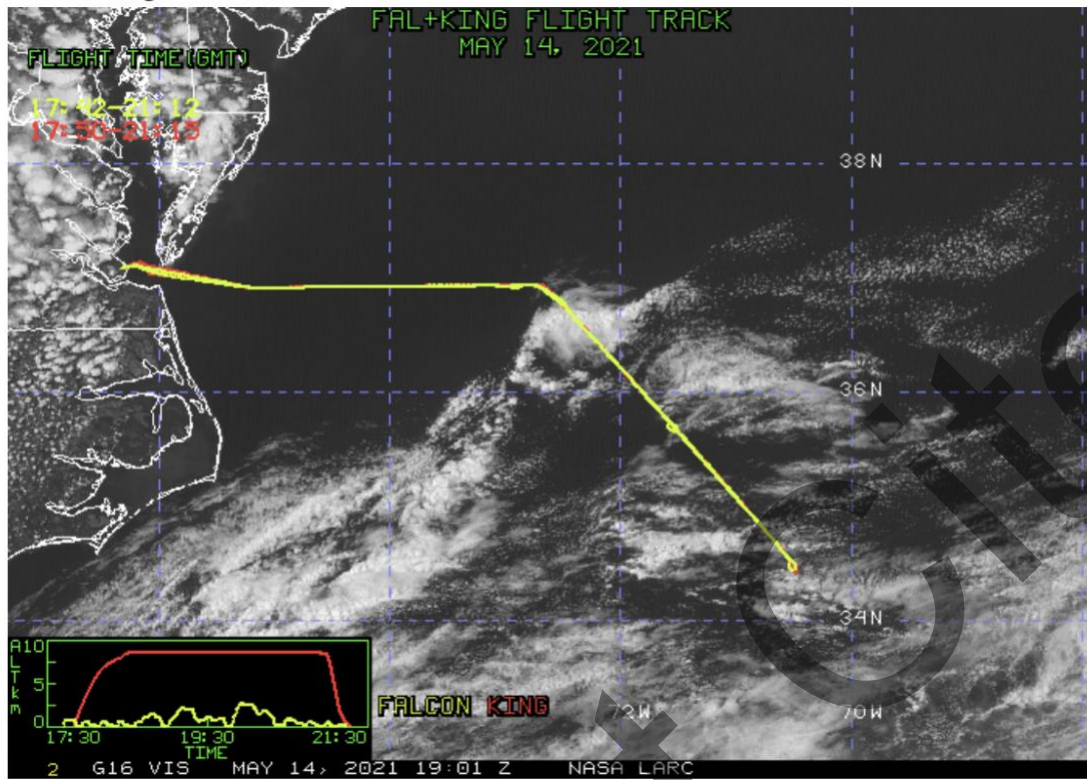 FAL+KING FLIGHT TRACK
MAY 14, 2021
FLIGHT TIME(GMT)
17:42-21:12
17:50-21:15
38N
36N
34N
72W
70W
ALT km
10
5
0
17:30 19:30 21:30
TIME
FALCON KING
2 G16 VIS MAY 14, 2021 19:01 Z NASA LARC